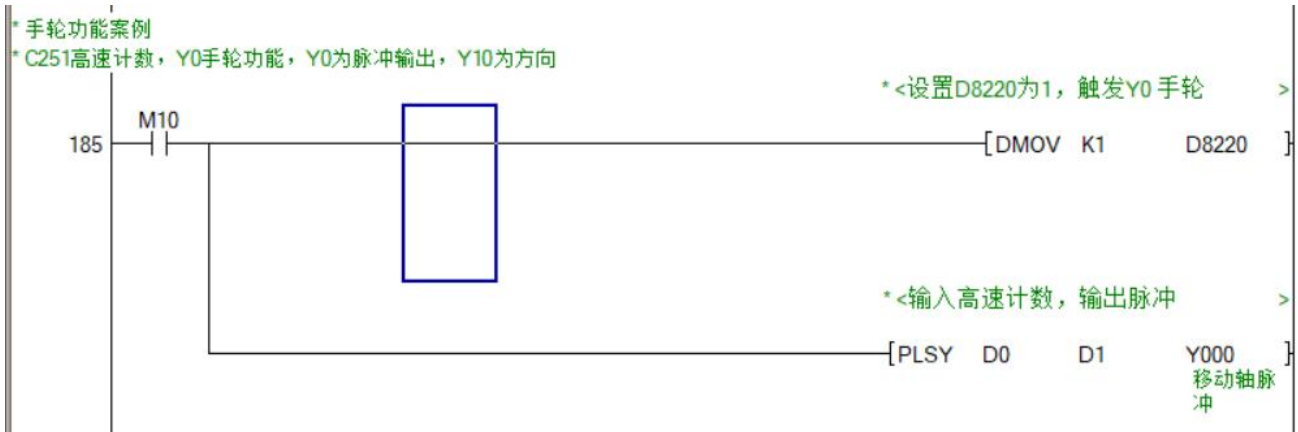 * 手轮功能案例
* C251高速计数，Y0手轮功能，Y0为脉冲输出，Y10为方向
* <设置D8220为1，触发Y0 手轮 >
M10
185 [DMOV K1 D8220 ]
* <输入高速计数，输出脉冲 >
[PLSY D0 D1 Y000 ]
移动轴脉
冲